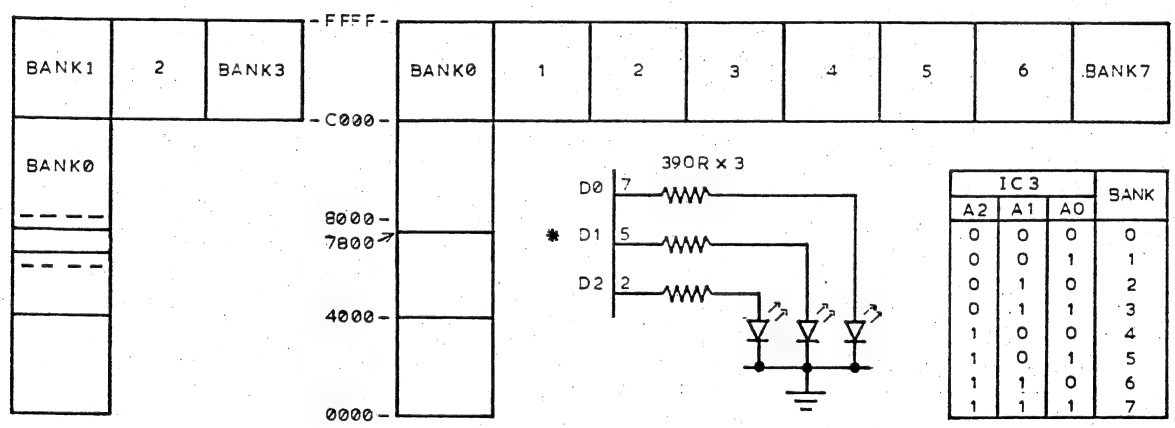 -FFFF-
BANK1 2 BANK3
BANK0 1 2 3 4 5 6 BANK7
-C000-
BANK0
8000-
7800
4000-
0000-
390R x 3
D0 7
* D1 5
D2 2
IC3 BANK
A2 A1 A0
0 0 0 0
0 0 1 1
0 1 0 2
0 1 1 3
1 0 0 4
1 0 1 5
1 1 0 6
1 1 1 7